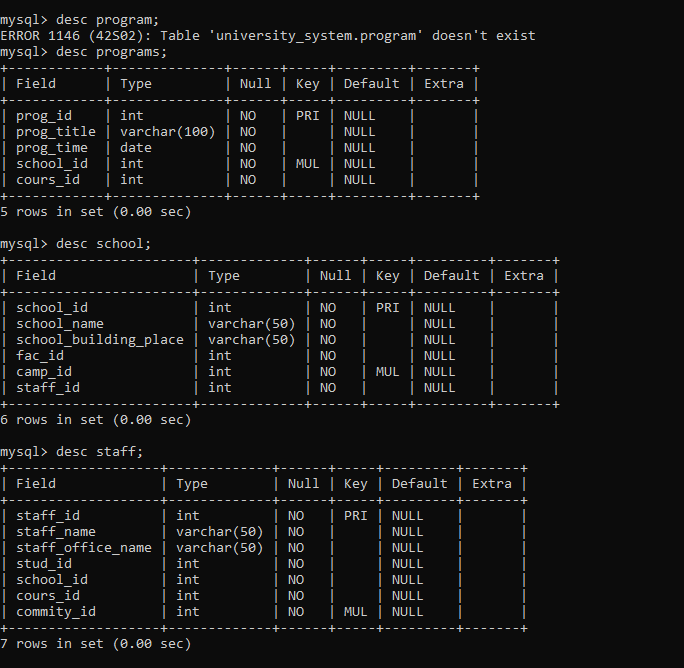 mysql> desc program;
ERROR 1146 (42S02): Table 'university_system.program' doesn't exist
mysql> desc programs;
+------------+--------------+------+-----+---------+-------+
| Field      | Type         | Null | Key | Default | Extra |
+------------+--------------+------+-----+---------+-------+
| prog_id    | int          | NO   | PRI | NULL    |       |
| prog_title | varchar(100) | NO   |     | NULL    |       |
| prog_time  | date         | NO   |     | NULL    |       |
| school_id  | int          | NO   | MUL | NULL    |       |
| cours_id   | int          | NO   |     | NULL    |       |
+------------+--------------+------+-----+---------+-------+
5 rows in set (0.00 sec)

mysql> desc school;
+-----------------------+-------------+------+-----+---------+-------+
| Field                 | Type        | Null | Key | Default | Extra |
+-----------------------+-------------+------+-----+---------+-------+
| school_id             | int         | NO   | PRI | NULL    |       |
| school_name           | varchar(50) | NO   |     | NULL    |       |
| school_building_place | varchar(50) | NO   |     | NULL    |       |
| fac_id                | int         | NO   |     | NULL    |       |
| camp_id               | int         | NO   | MUL | NULL    |       |
| staff_id              | int         | NO   |     | NULL    |       |
+-----------------------+-------------+------+-----+---------+-------+
6 rows in set (0.00 sec)

mysql> desc staff;
+-------------------+-------------+------+-----+---------+-------+
| Field             | Type        | Null | Key | Default | Extra |
+-------------------+-------------+------+-----+---------+-------+
| staff_id          | int         | NO   | PRI | NULL    |       |
| staff_name        | varchar(50) | NO   |     | NULL    |       |
| staff_office_name | varchar(50) | NO   |     | NULL    |       |
| stud_id           | int         | NO   |     | NULL    |       |
| school_id         | int         | NO   |     | NULL    |       |
| cours_id          | int         | NO   |     | NULL    |       |
| commity_id        | int         | NO   | MUL | NULL    |       |
+-------------------+-------------+------+-----+---------+-------+
7 rows in set (0.00 sec)